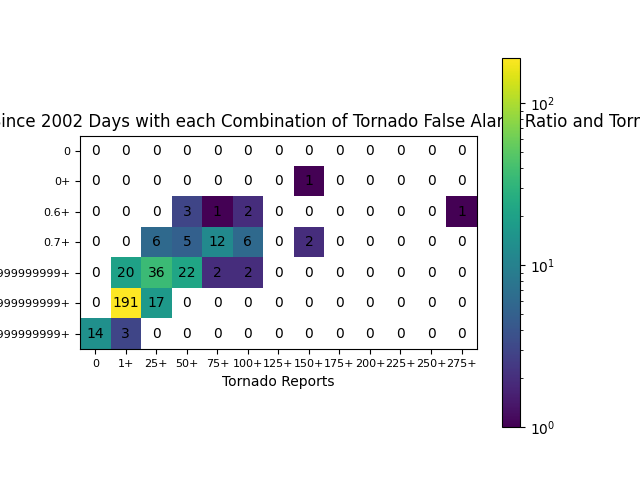 since 2002 Days with each Combination of Tornado False Alarm Ratio and Torn
0 0 0 0 0 0 0 0 0 0 0 0 0 0
0+ 0 0 0 0 0 0 0 1 0 0 0 0 0
0.6+ 0 0 0 3 1 2 0 0 0 0 0 0 1
0.7+ 0 0 6 5 12 6 0 2 0 0 0 0 0
999999999+ 0 20 36 22 2 2 0 0 0 0 0 0 0
999999999+ 0 191 17 0 0 0 0 0 0 0 0 0 0
999999999+ 14 3 0 0 0 0 0 0 0 0 0 0 0
0 1+ 25+ 50+ 75+ 100+ 125+ 150+ 175+ 200+ 225+ 250+ 275+
Tornado Reports
10²
10¹
10⁰